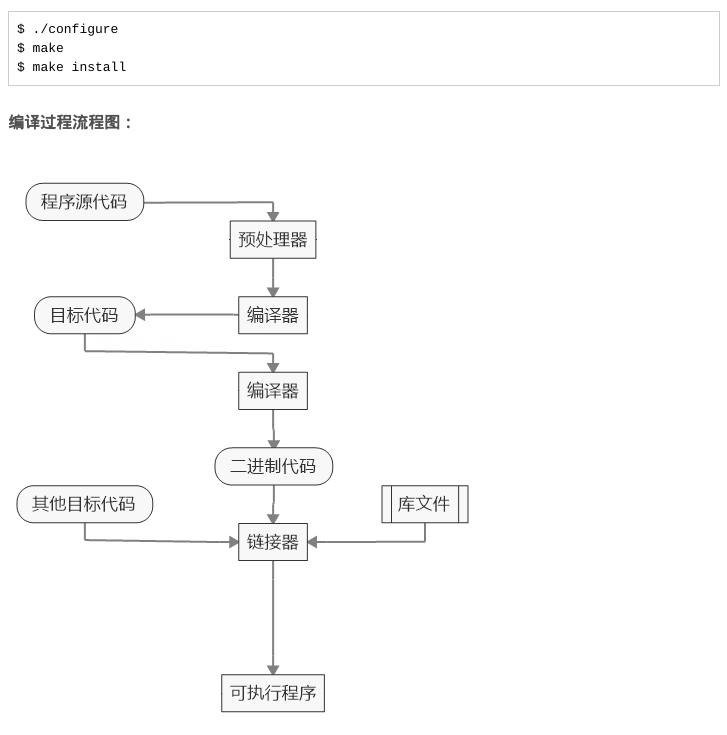 $ ./configure
$ make
$ make install
编译过程流程图：
程序源代码
预处理器
目标代码
编译器
编译器
二进制代码
其他目标代码
库文件
链接器
可执行程序